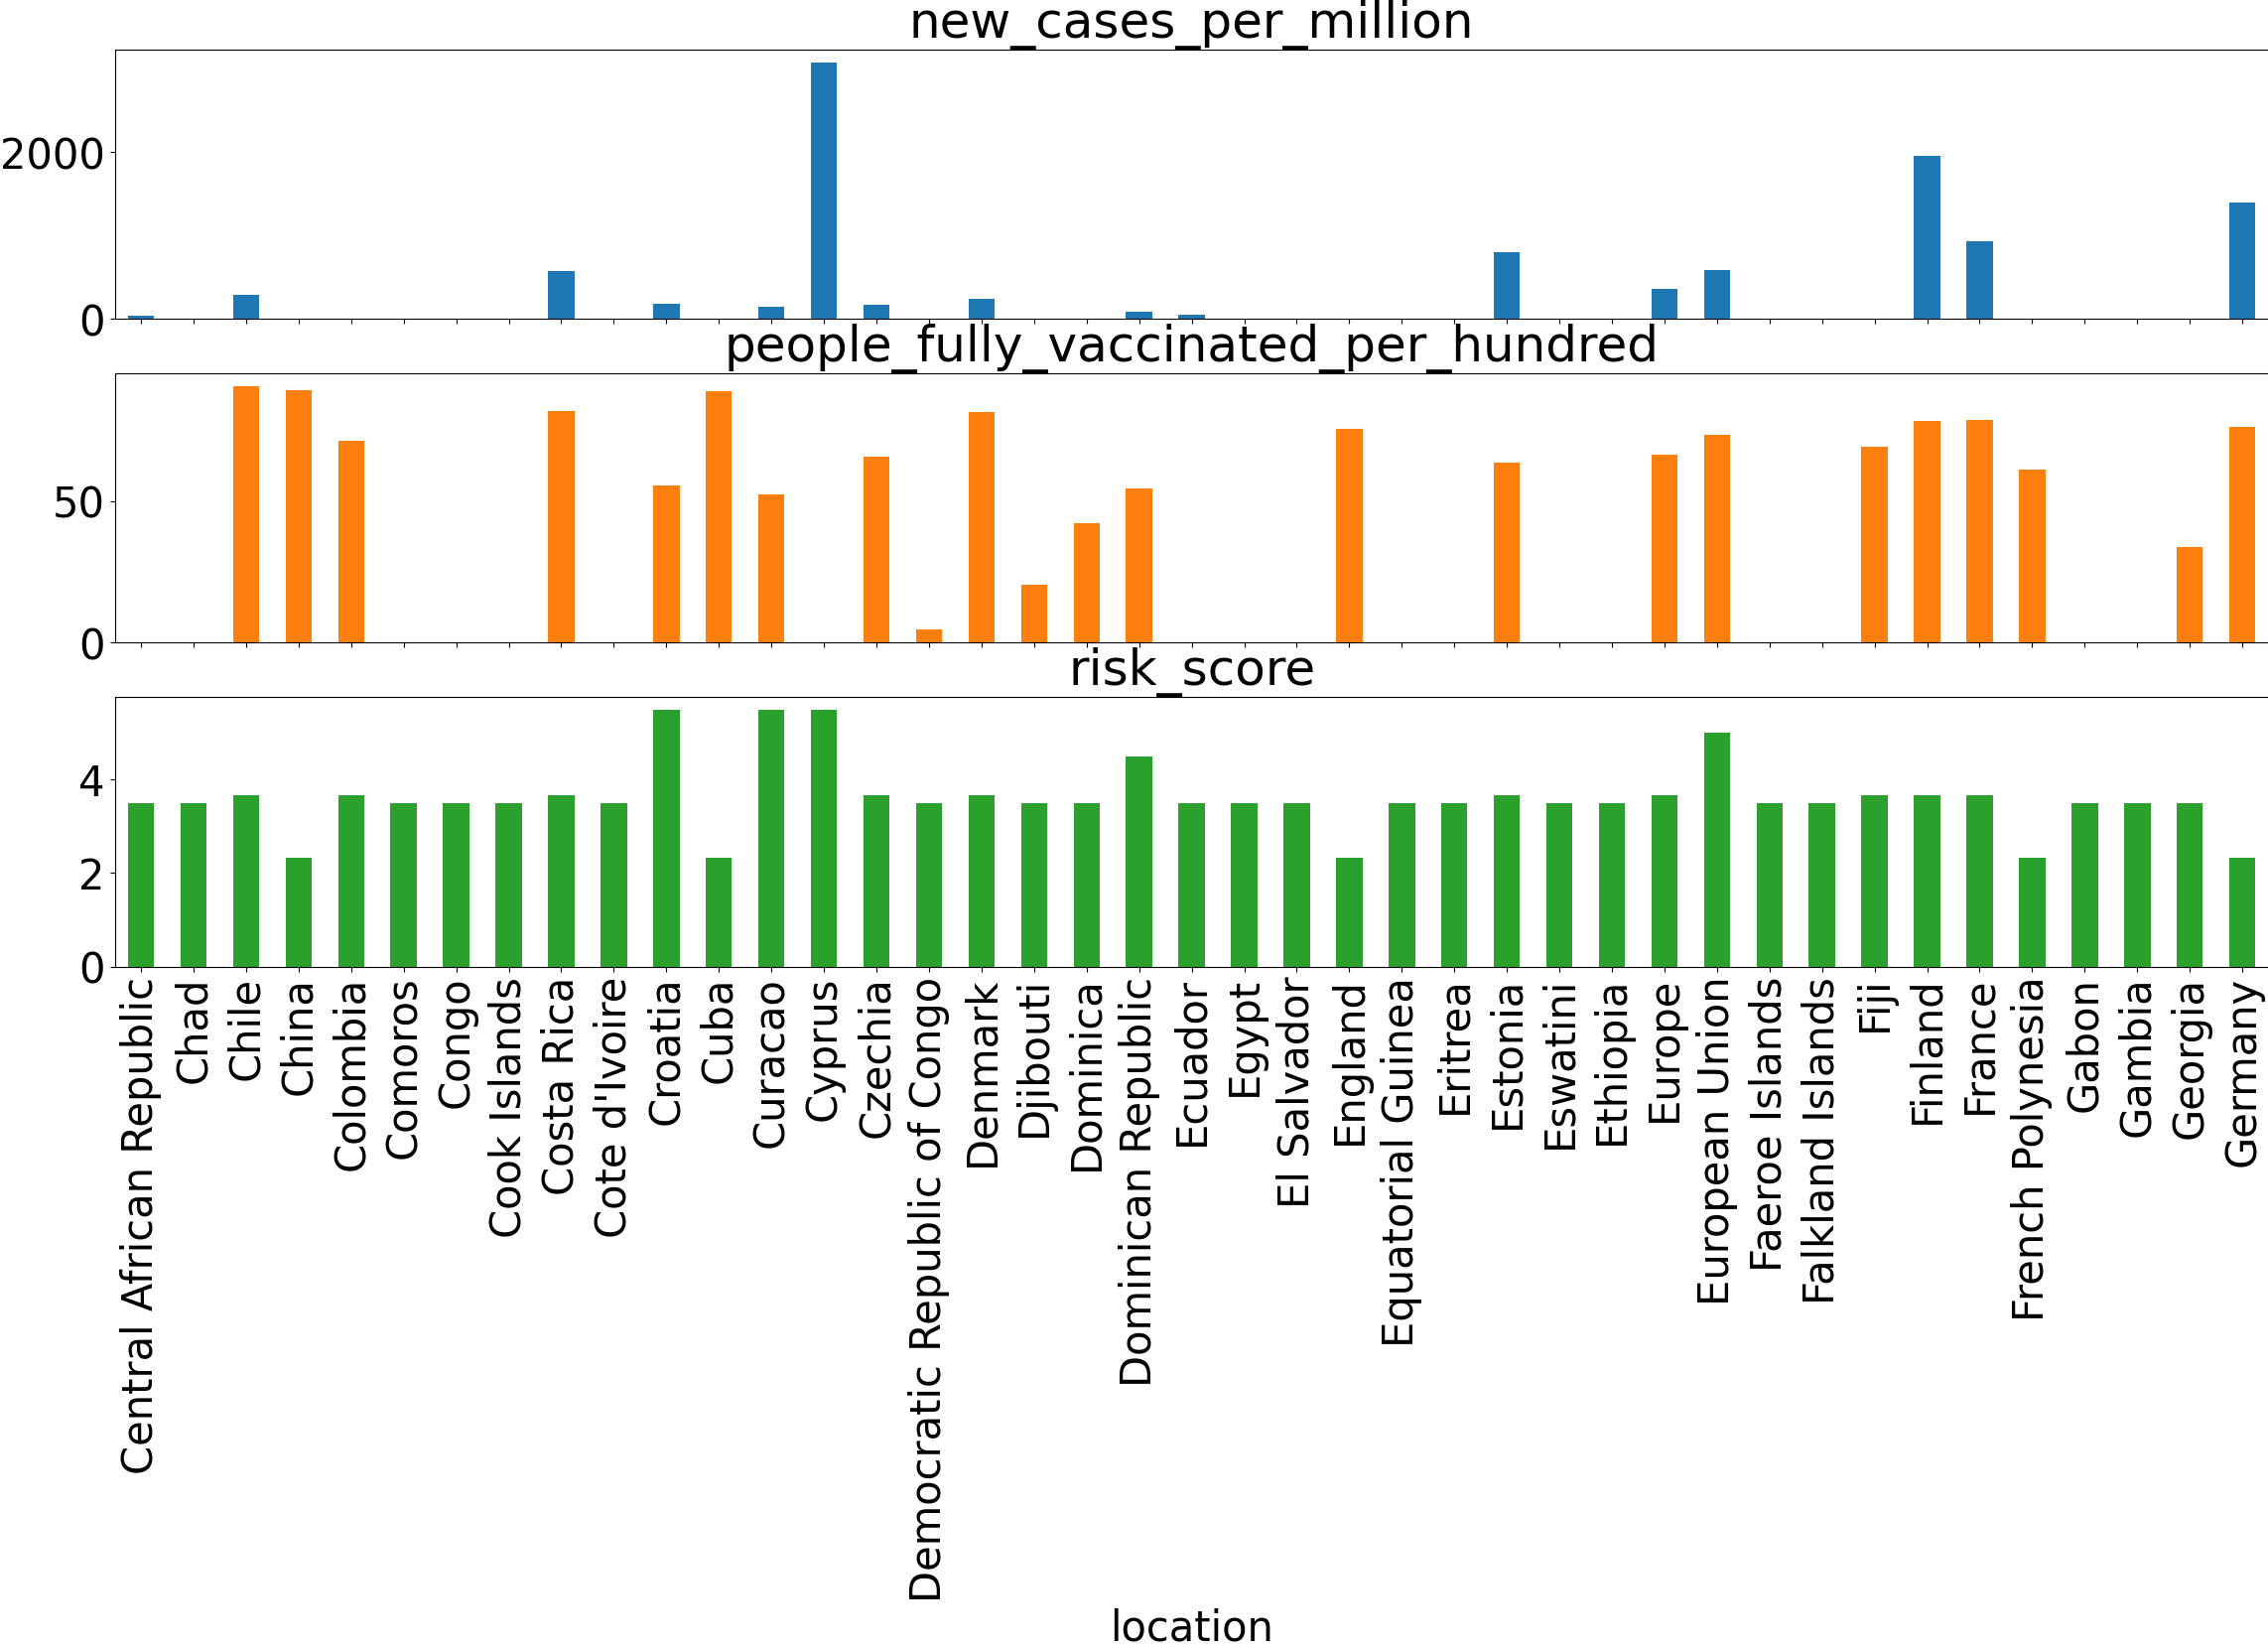 new_cases_per_million
2000
0
people_fully_vaccinated_per_hundred
50
0
risk_score
4
2
0
Central African Republic
Chad
Chile
China
Colombia
Comoros
Congo
Cook Islands
Costa Rica
Cote d'Ivoire
Croatia
Cuba
Curacao
Cyprus
Czechia
Democratic Republic of Congo
Denmark
Djibouti
Dominica
Dominican Republic
Ecuador
Egypt
El Salvador
England
Equatorial Guinea
Eritrea
Estonia
Eswatini
Ethiopia
Europe
European Union
Faeroe Islands
Falkland Islands
Fiji
Finland
France
French Polynesia
Gabon
Gambia
Georgia
Germany
location